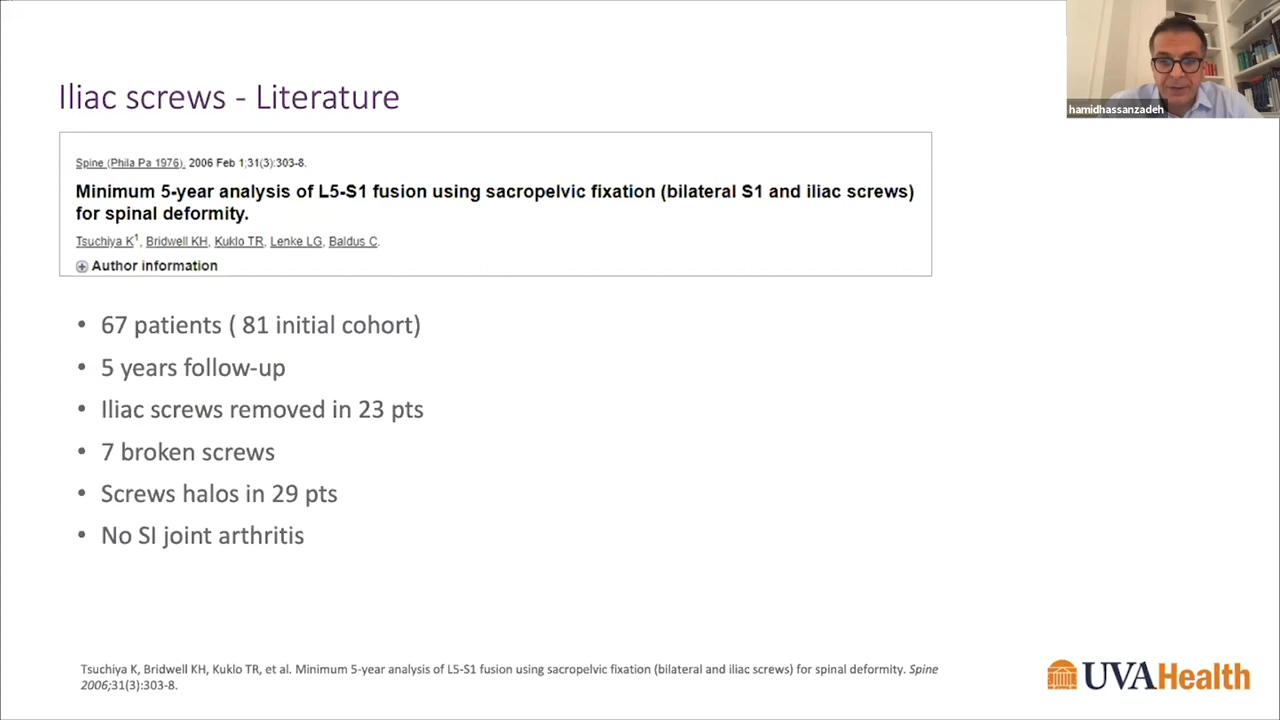 hamidhassanzadeh
Iliac screws - Literature
Spine (Phila Pa 1976). 2006 Feb 1;31(3):303-8.
Minimum 5-year analysis of L5-S1 fusion using sacropelvic fixation (bilateral S1 and iliac screws)
for spinal deformity.
Tsuchiya K1, Bridwell KH, Kuklo TR, Lenke LG, Baldus C.
Author information
• 67 patients ( 81 initial cohort)
• 5 years follow-up
• Iliac screws removed in 23 pts
• 7 broken screws
• Screws halos in 29 pts
• No SI joint arthritis
Tsuchiya K, Bridwell KH, Kuklo TR, et al. Minimum 5-year analysis of L5-S1 fusion using sacropelvic fixation (bilateral and iliac screws) for spinal deformity. Spine
2006;31(3):303-8.
UVAHealth